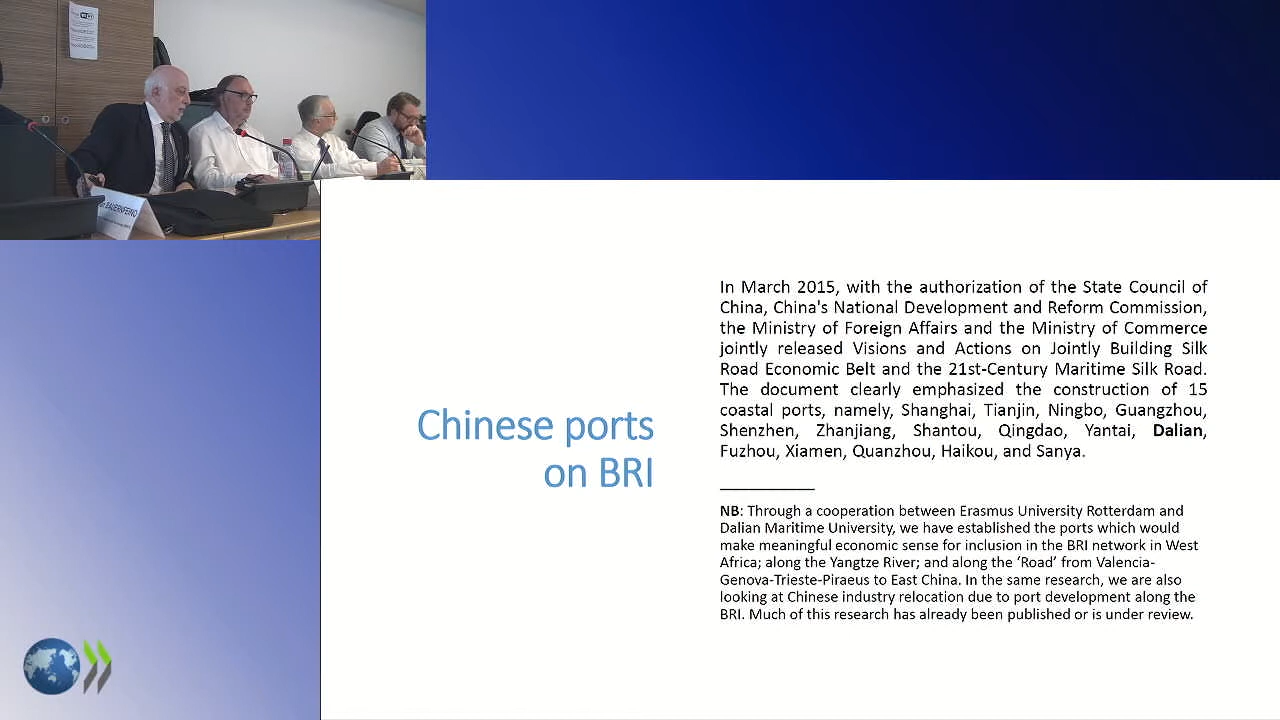 WiFi
BAUERNFEIND
Chinese ports
on BRI
In March 2015, with the authorization of the State Council of
China, China's National Development and Reform Commission,
the Ministry of Foreign Affairs and the Ministry of Commerce
jointly released Visions and Actions on Jointly Building Silk
Road Economic Belt and the 21st-Century Maritime Silk Road.
The document clearly emphasized the construction of 15
coastal ports, namely, Shanghai, Tianjin, Ningbo, Guangzhou,
Shenzhen, Zhanjiang, Shantou, Qingdao, Yantai, Dalian,
Fuzhou, Xiamen, Quanzhou, Haikou, and Sanya.
NB: Through a cooperation between Erasmus University Rotterdam and
Dalian Maritime University, we have established the ports which would
make meaningful economic sense for inclusion in the BRI network in West
Africa; along the Yangtze River; and along the ‘Road’ from Valencia-
Genova-Trieste-Piraeus to East China. In the same research, we are also
looking at Chinese industry relocation due to port development along the
BRI. Much of this research has already been published or is under review.